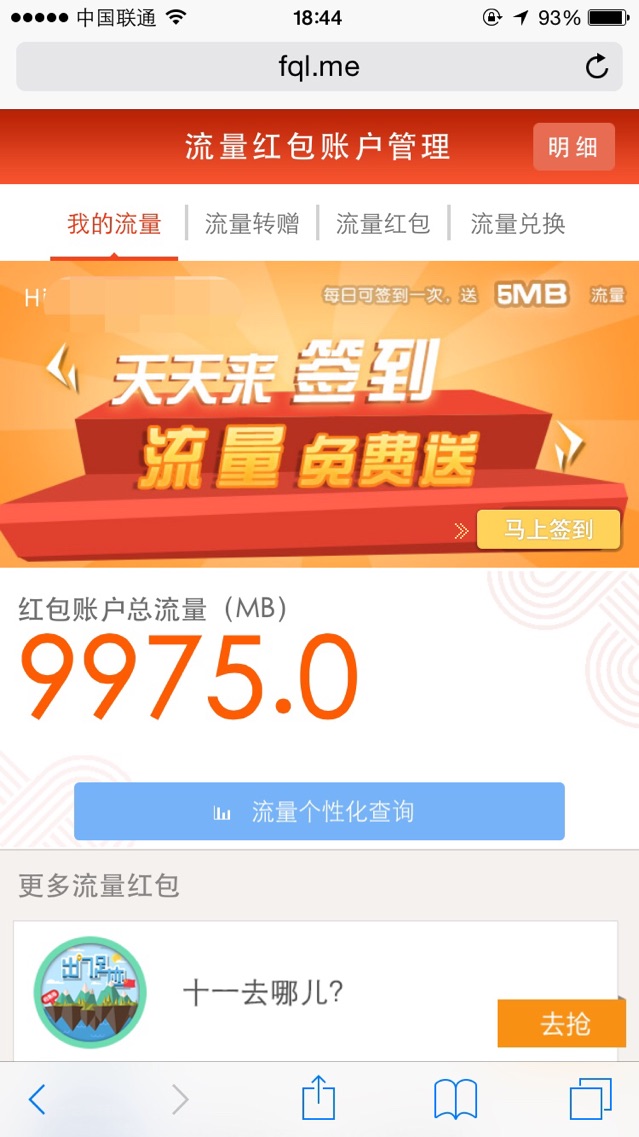 中国联通 18:44 93%
fql.me
流量红包账户管理 明细
我的流量 流量转赠 流量红包 流量兑换
Hi
每日可签到一次，送 5MB 流量
天天来 签到
流量 免费送
马上签到
红包账户总流量（MB）
9975.0
流量个性化查询
更多流量红包
十一去哪儿？
去抢